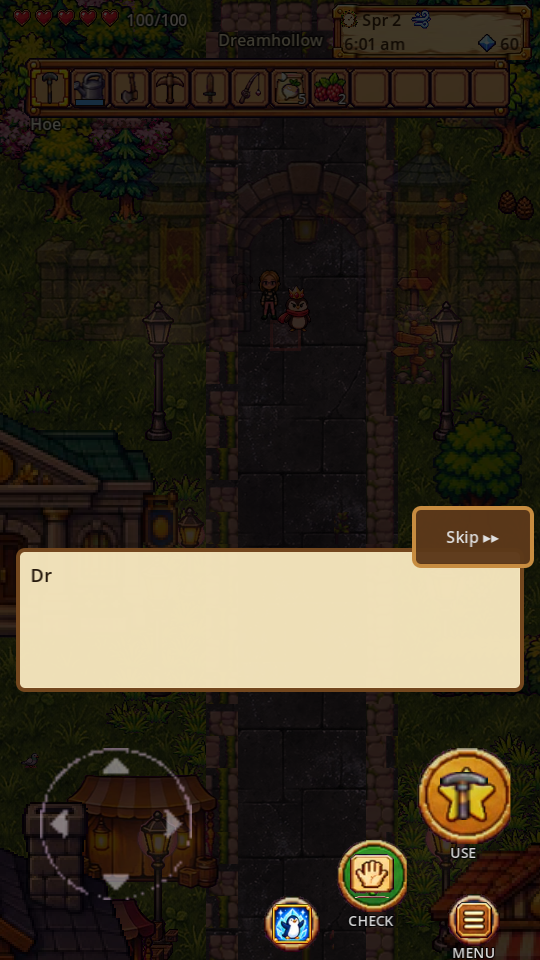 100/100
Dreamhollow
Spr 2
6:01 am
60
5
2
Hoe
Skip ▸▸
Dr
USE
CHECK
MENU